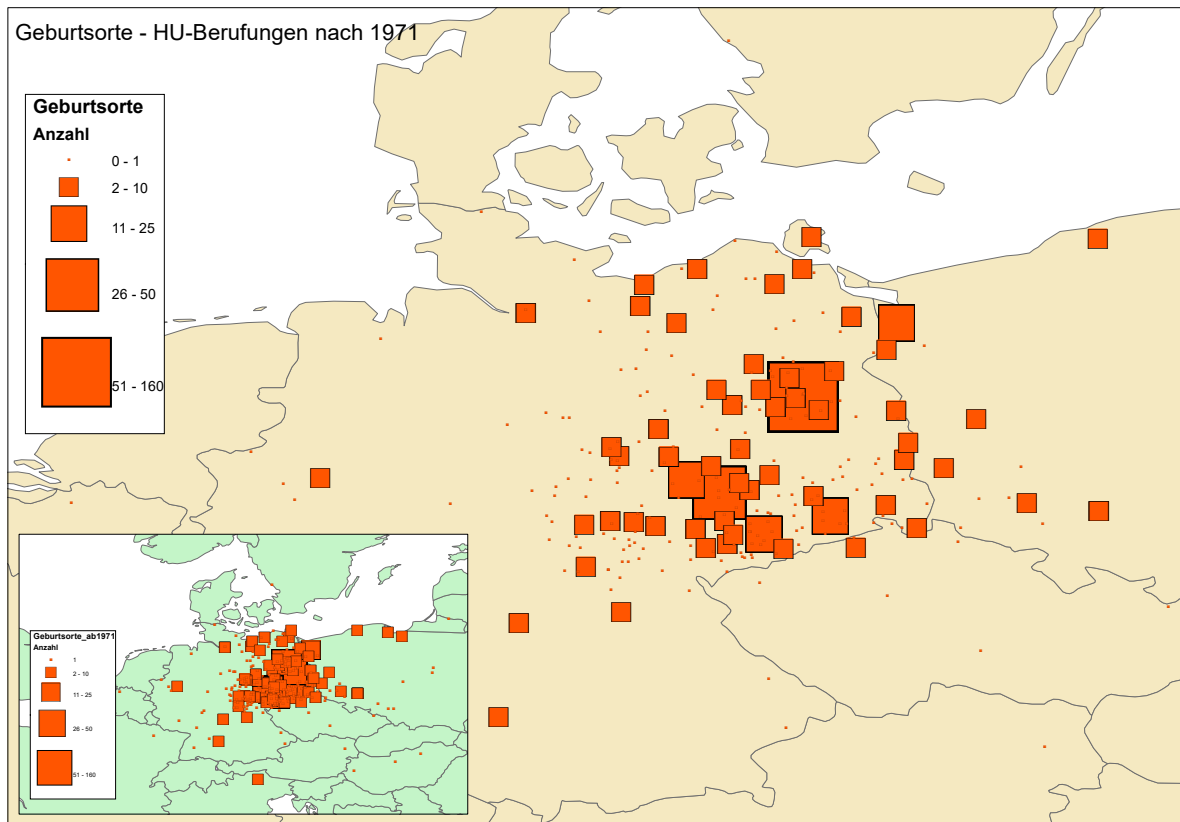 Geburtsorte - HU-Berufungen nach 1971
Geburtsorte
Anzahl
0 - 1
2 - 10
11 - 25
26 - 50
51 - 160
Geburtsorte_ab1971
Anzahl
1
2 - 10
11 - 25
26 - 50
51 - 160